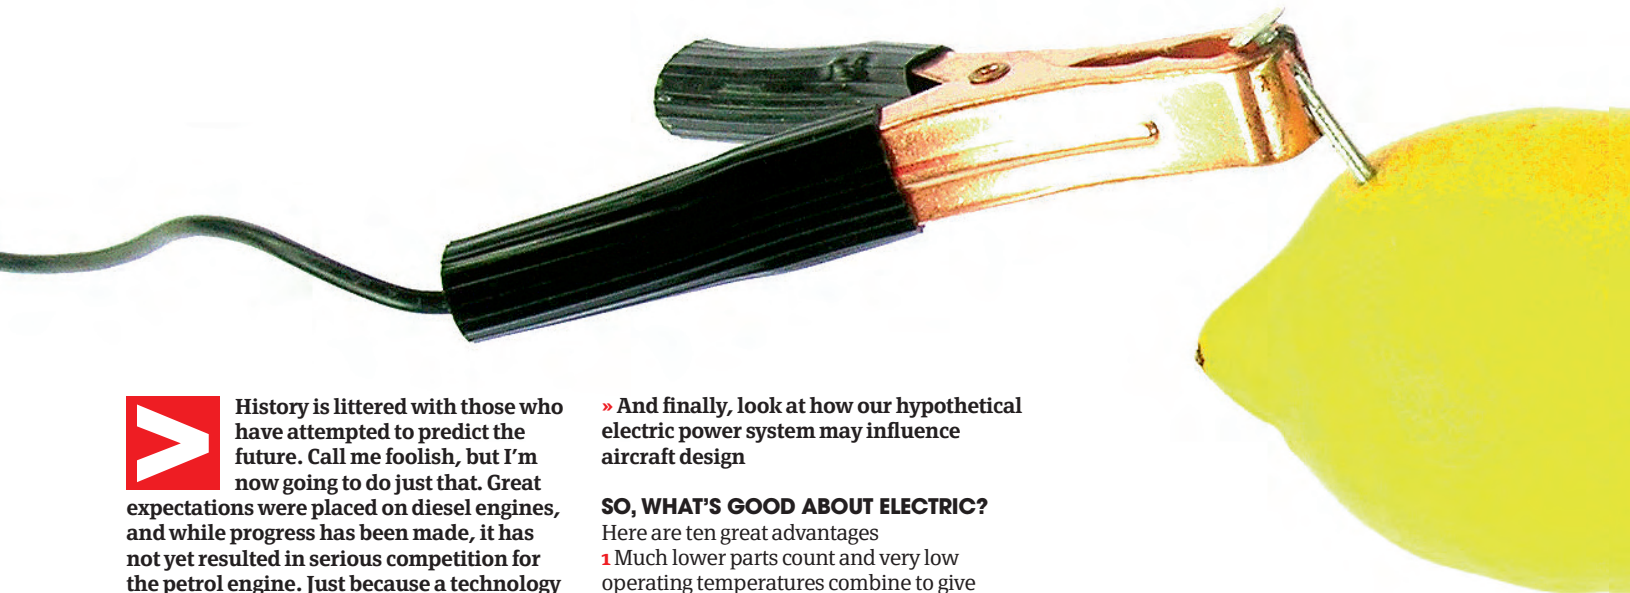 History is littered with those who
have attempted to predict the
future. Call me foolish, but I’m
now going to do just that. Great
expectations were placed on diesel engines,
and while progress has been made, it has
not yet resulted in serious competition for
the petrol engine. Just because a technology
» And finally, look at how our hypothetical
electric power system may influence
aircraft design
SO, WHAT’S GOOD ABOUT ELECTRIC?
Here are ten great advantages
1 Much lower parts count and very low
operating temperatures combine to give